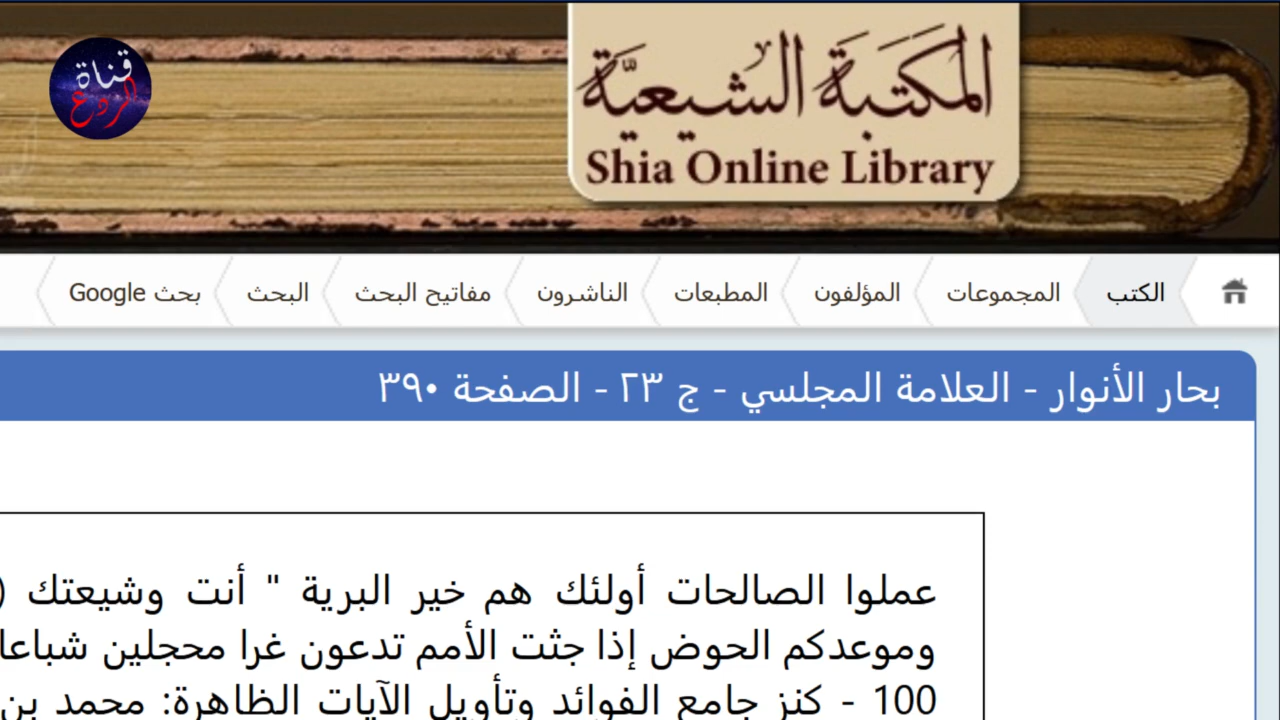 قناة
الردع
المكتبة الشيعية
Shia Online Library
الكتب
المجموعات
المؤلفون
المطبعات
الناشرون
مفاتيح البحث
البحث
بحث Google
بحار الأنوار - العلامة المجلسي - ج ٢٣ - الصفحة ٣٩٠
عملوا الصالحات أولئك هم خير البرية " أنت وشيعتك (
وموعدكم الحوض إذا جثت الأمم تدعون غرا محجلين شباعا
100 - كنز جامع الفوائد وتأويل الآيات الظاهرة: محمد بن